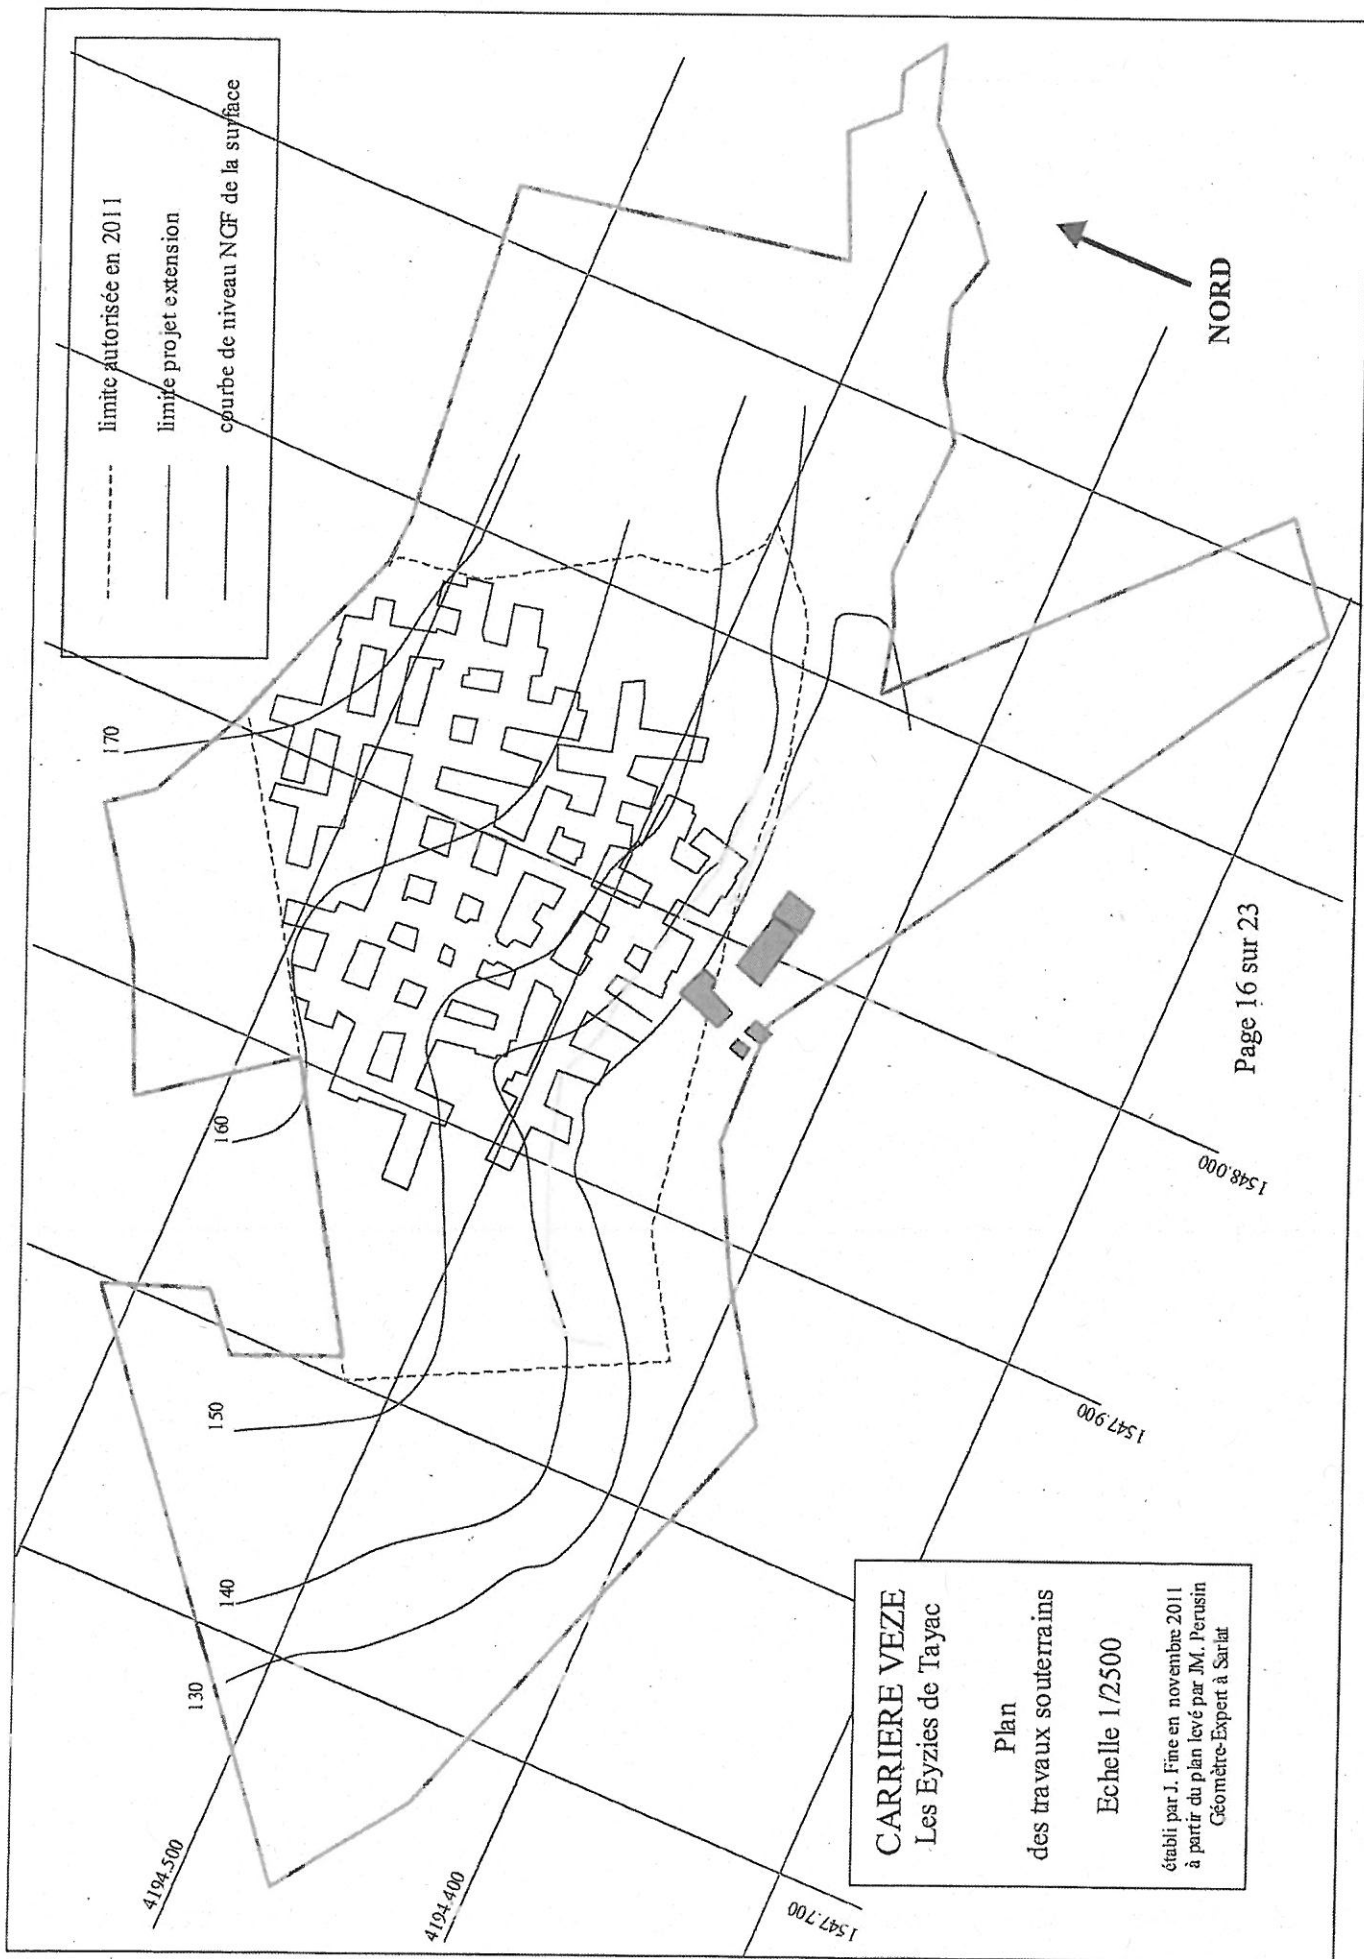 limite autorisée en 2011
limite projet extension
courbe de niveau NGF de la surface
170
160
150
140
130
4194.500
4194.400
1547.700
1547.900
1548.000
NORD
CARRIERE VEZE
Les Eyzies de Tayac
Plan
des travaux souterrains
Echelle 1/2500
établi par J. Fine en novembre 2011
à partir du plan levé par JM. Perusin
Géomètre-Expert à Sarlat
Page 16 sur 23